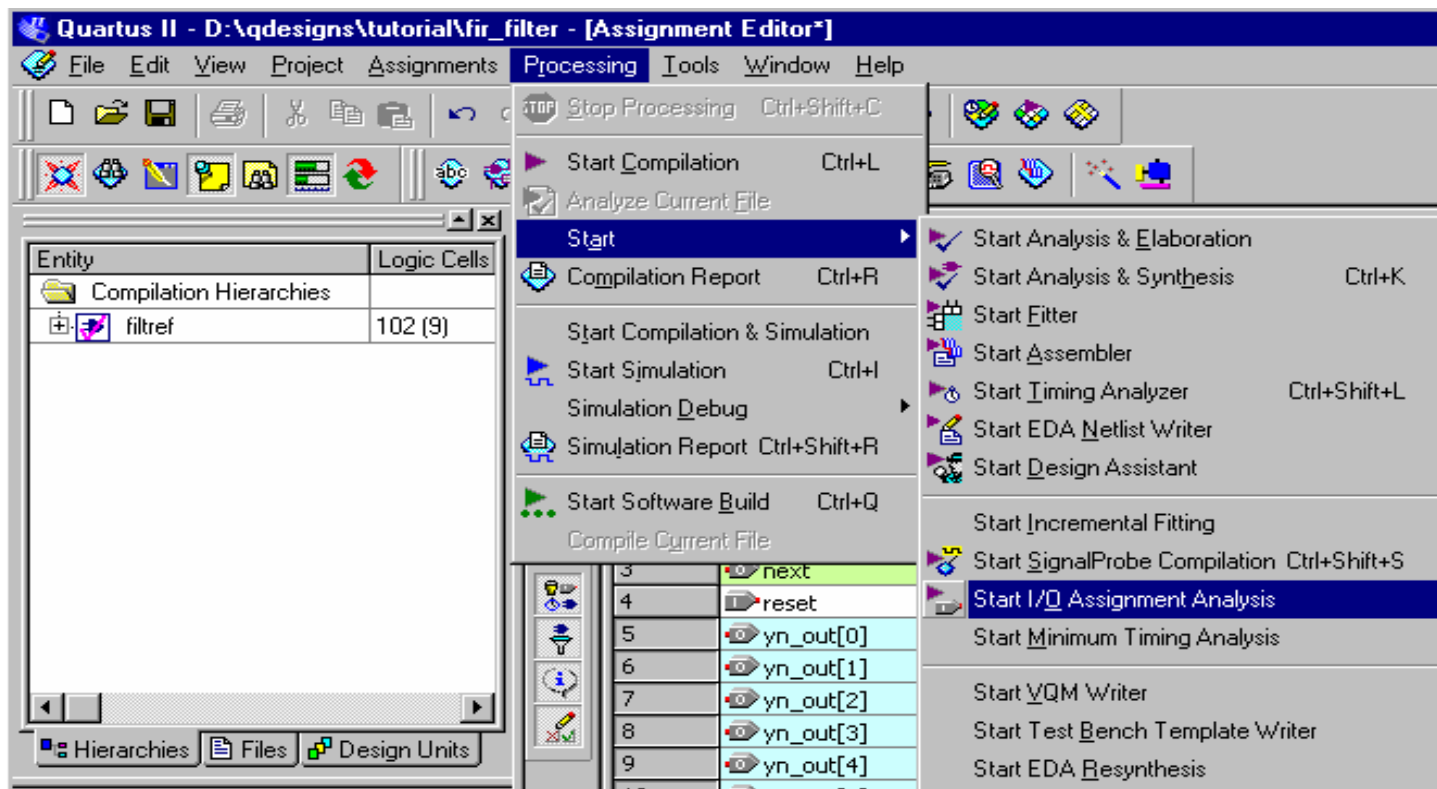 Quartus II - D:\qdesigns\tutorial\fir_filter - [Assignment Editor*]
File Edit View Project Assignments Processing Tools Window Help
STOP Stop Processing Ctrl+Shift+C
abc
Start Compilation Ctrl+L
Analyze Current File
Start
Compilation Report Ctrl+R
Start Compilation & Simulation
Start Simulation Ctrl+I
Simulation Debug
Simulation Report Ctrl+Shift+R
Start Software Build Ctrl+Q
Compile Current File
Start Analysis & Elaboration
Start Analysis & Synthesis Ctrl+K
Start Fitter
Start Assembler
Start Timing Analyzer Ctrl+Shift+L
Start EDA Netlist Writer
Start Design Assistant
Start Incremental Fitting
Start SignalProbe Compilation Ctrl+Shift+S
Start I/O Assignment Analysis
Start Minimum Timing Analysis
Start VQM Writer
Start Test Bench Template Writer
Start EDA Resynthesis
Entity Logic Cells
Compilation Hierarchies
filtref 102 (9)
Hierarchies Files Design Units
3 next
4 reset
5 yn_out[0]
6 yn_out[1]
7 yn_out[2]
8 yn_out[3]
9 yn_out[4]